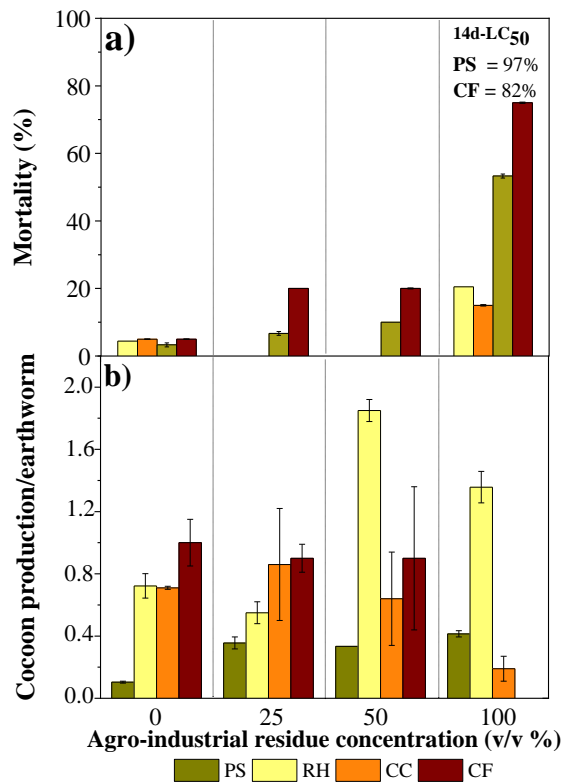 a)
14d-LC50
PS = 97%
CF = 82%
Mortality (%)
100
80
60
40
20
0
b)
Cocoon production/earthworm
2.0
1.6
1.2
0.8
0.4
0.0
0 25 50 100
Agro-industrial residue concentration (v/v %)
PS RH CC CF